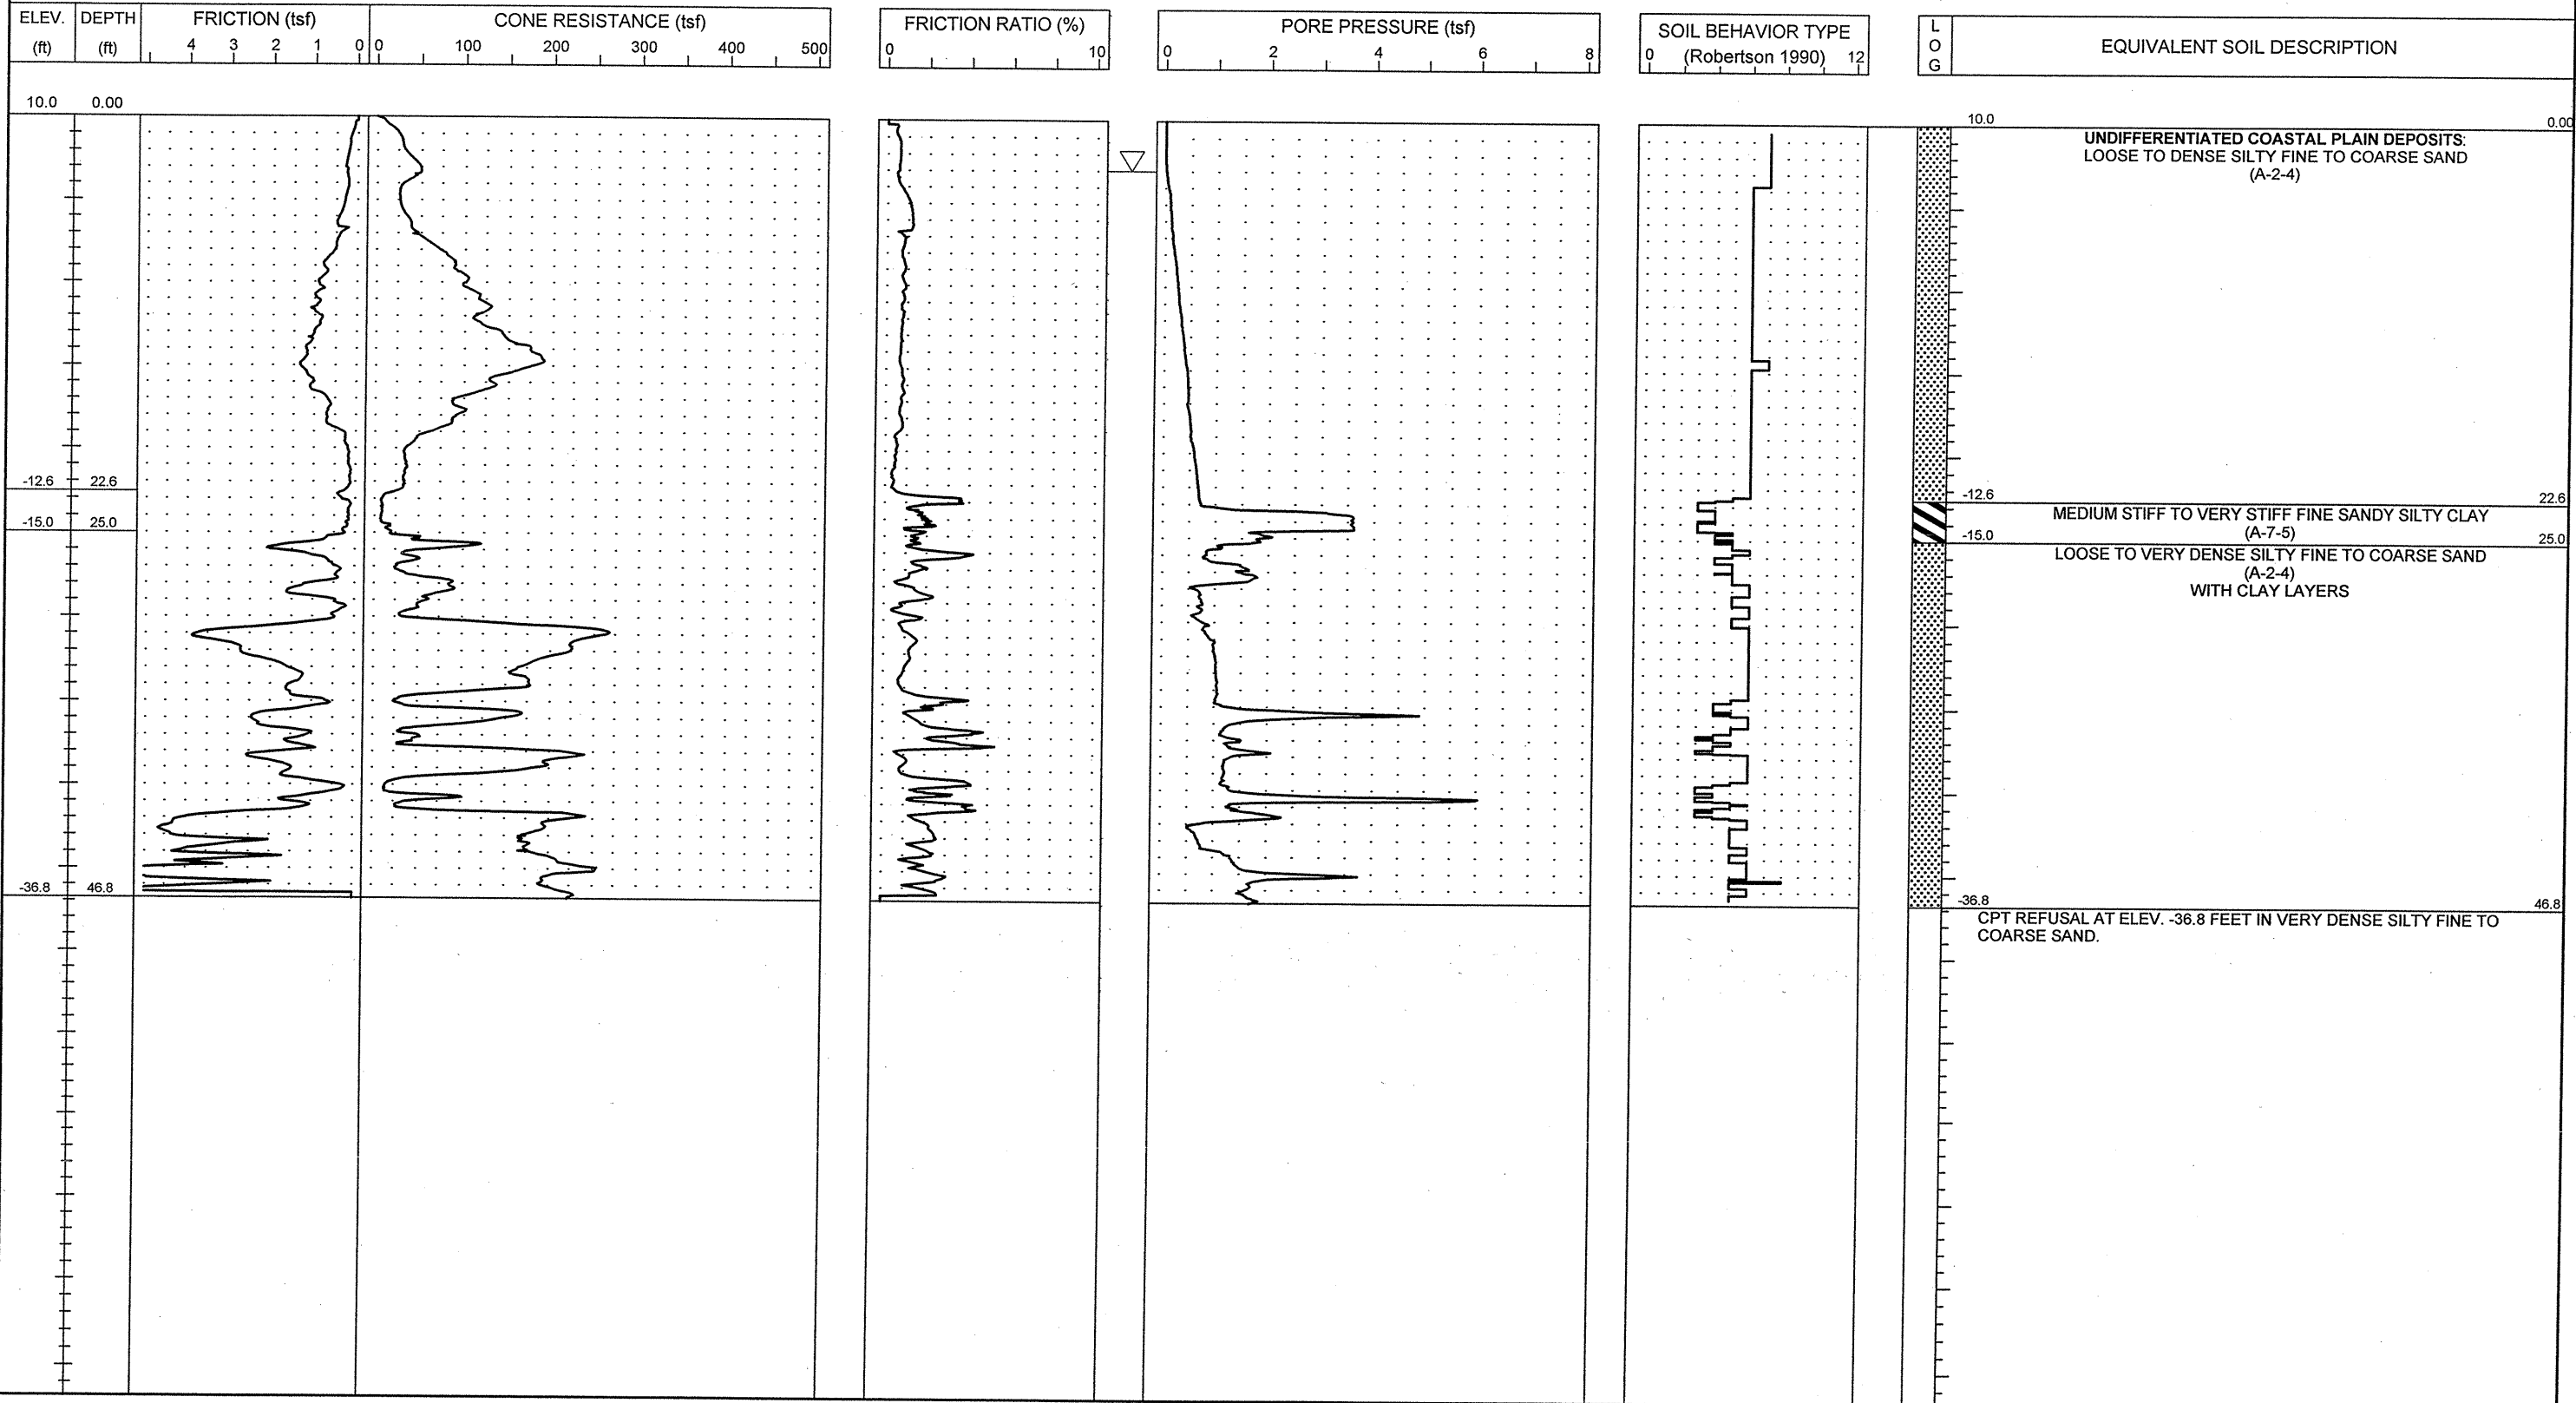 ELEV. DEPTH FRICTION (tsf) CONE RESISTANCE (tsf) FRICTION RATIO (%) PORE PRESSURE (tsf) SOIL BEHAVIOR TYPE L
(ft) (ft) 4 3 2 1 0 0 100 200 300 400 500 0 10 0 2 4 6 8 0 (Robertson 1990) 12 O EQUIVALENT SOIL DESCRIPTION
G
10.0 0.00
10.0 0.00
UNDIFFERENTIATED COASTAL PLAIN DEPOSITS:
LOOSE TO DENSE SILTY FINE TO COARSE SAND
(A-2-4)
-12.6 22.6
-12.6 22.6
MEDIUM STIFF TO VERY STIFF FINE SANDY SILTY CLAY
(A-7-5)
-15.0 25.0
-15.0 25.0
LOOSE TO VERY DENSE SILTY FINE TO COARSE SAND
(A-2-4)
WITH CLAY LAYERS
-36.8 46.8
-36.8 46.8
CPT REFUSAL AT ELEV. -36.8 FEET IN VERY DENSE SILTY FINE TO
COARSE SAND.